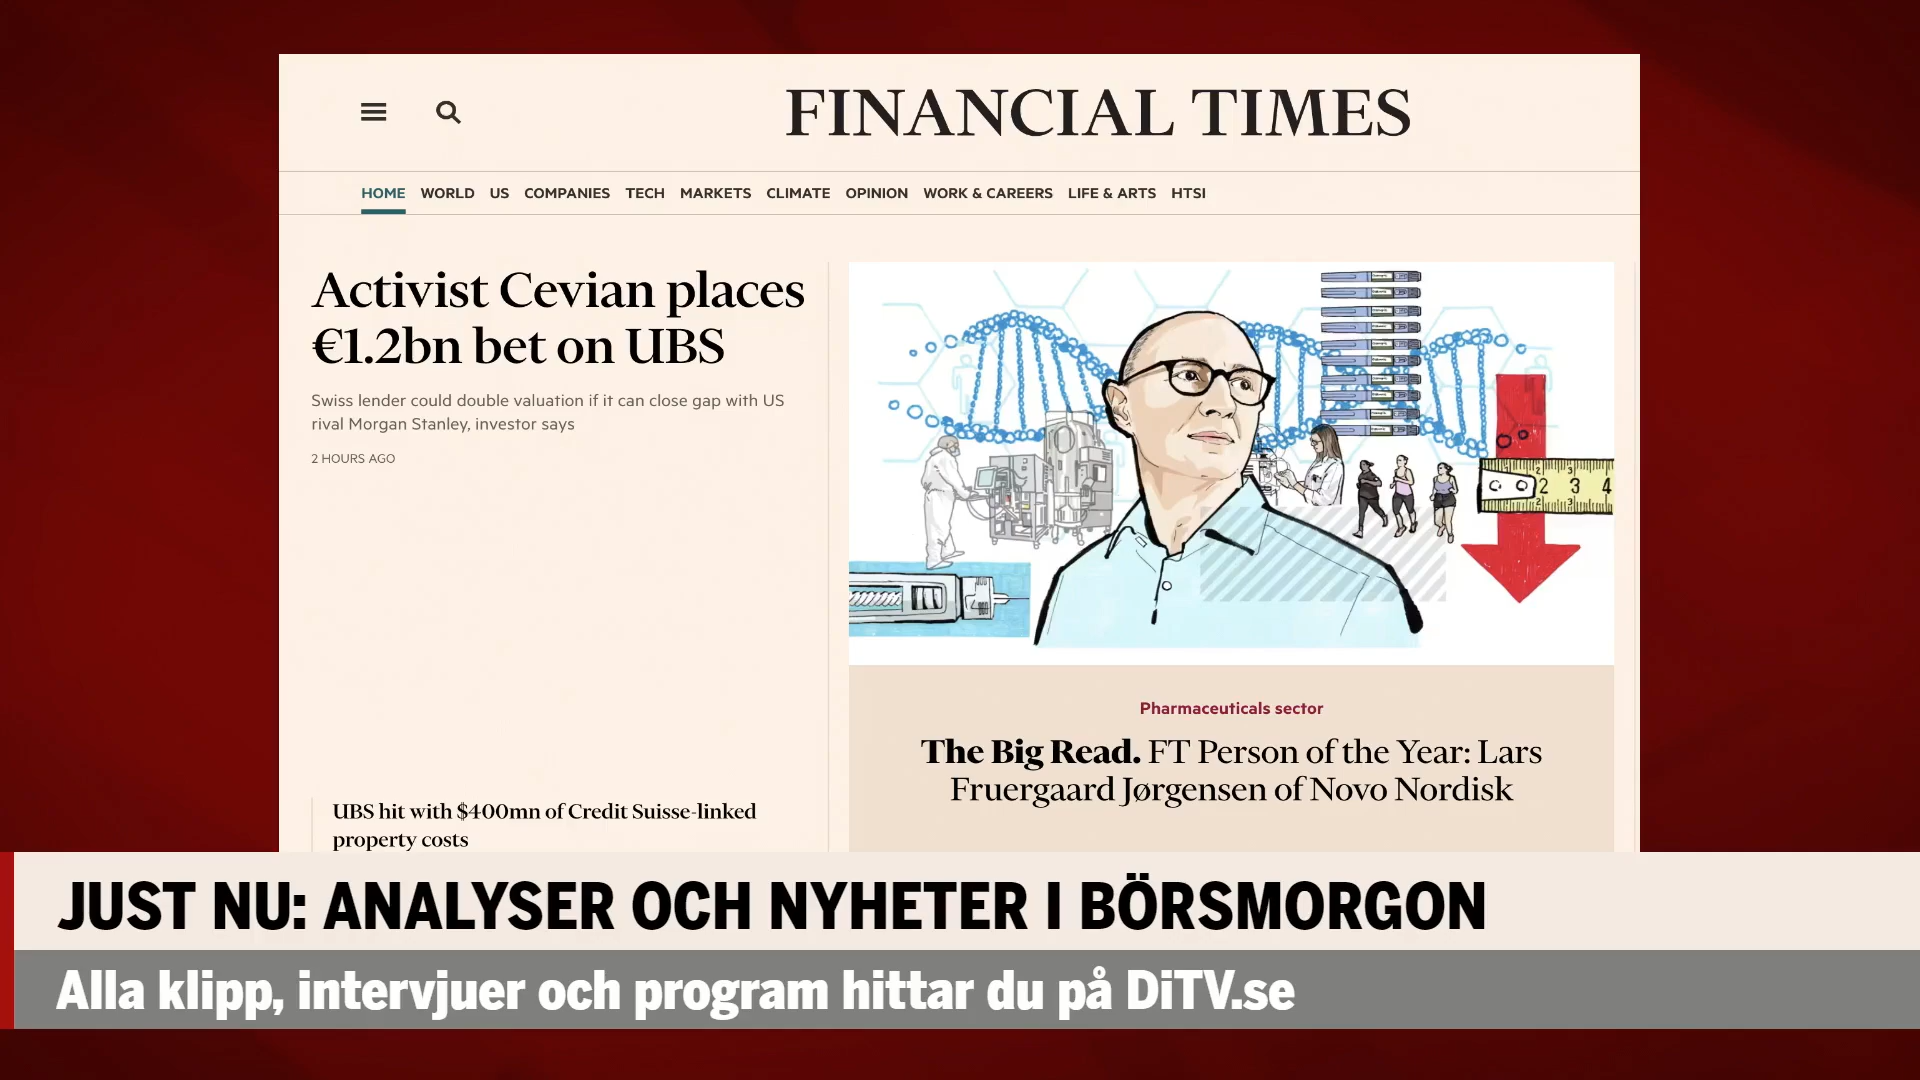 FINANCIAL TIMES
HOME WORLD US COMPANIES TECH MARKETS CLIMATE OPINION WORK & CAREERS LIFE & ARTS HTSI
Activist Cevian places
€1.2bn bet on UBS
Swiss lender could double valuation if it can close gap with US
rival Morgan Stanley, investor says
2 HOURS AGO
UBS hit with $400mn of Credit Suisse-linked
property costs
2 3 4
Pharmaceuticals sector
The Big Read. FT Person of the Year: Lars
Fruergaard Jørgensen of Novo Nordisk
JUST NU: ANALYSER OCH NYHETER I BÖRSMORGON
Alla klipp, intervjuer och program hittar du på DiTV.se